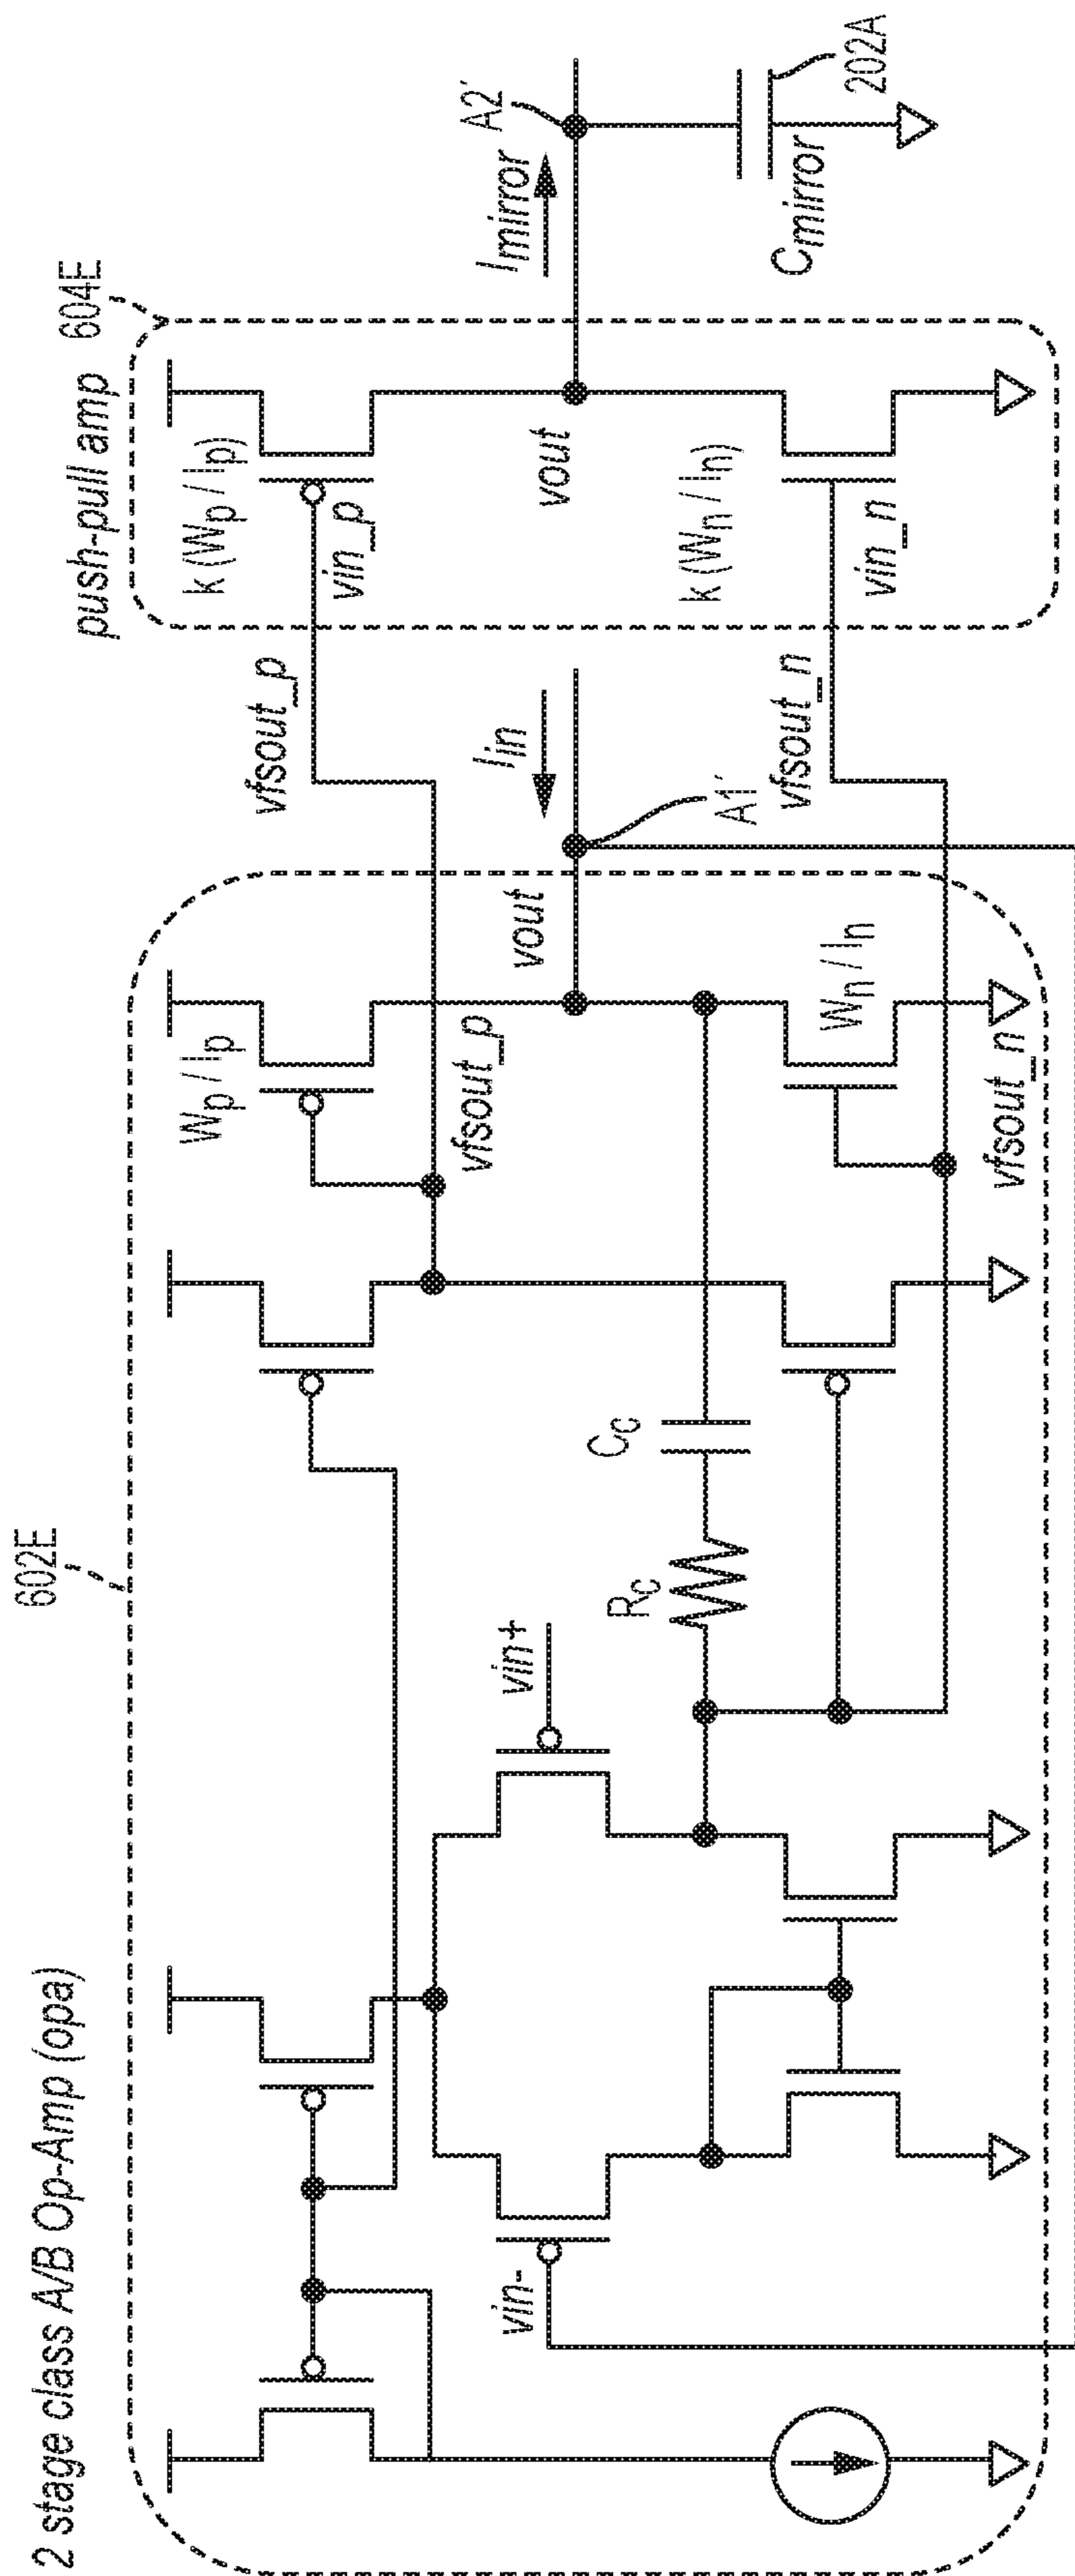 2 stage class A/B Op-Amp (opa)
602E
push-pull amp 604E
Wp / lp
vfsout_p
vfsout_p
k (Wp / lp)
vin_p
vin-
vin+
Rc
Cc
vout
Iin
A1'
vout
Imirror
A2'
Wn / ln
vfsout_n
vfsout_n
k (Wn / ln)
vin_n
Cmirror
202A